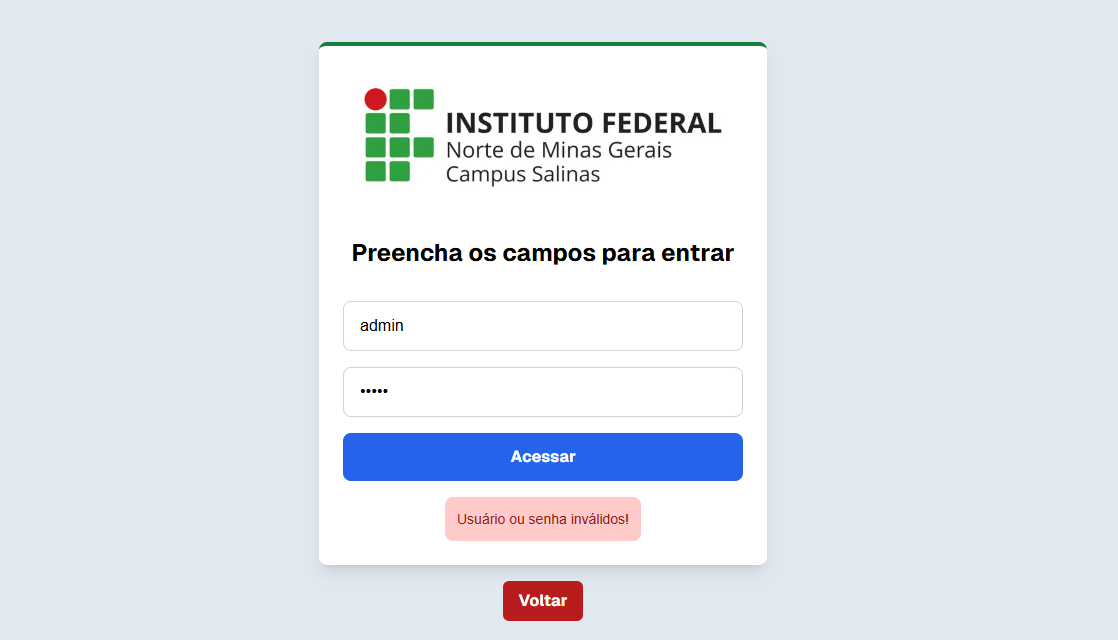 INSTITUTO FEDERAL
Norte de Minas Gerais
Campus Salinas
Preencha os campos para entrar
admin
•••••
Acessar
Usuário ou senha inválidos!
Voltar